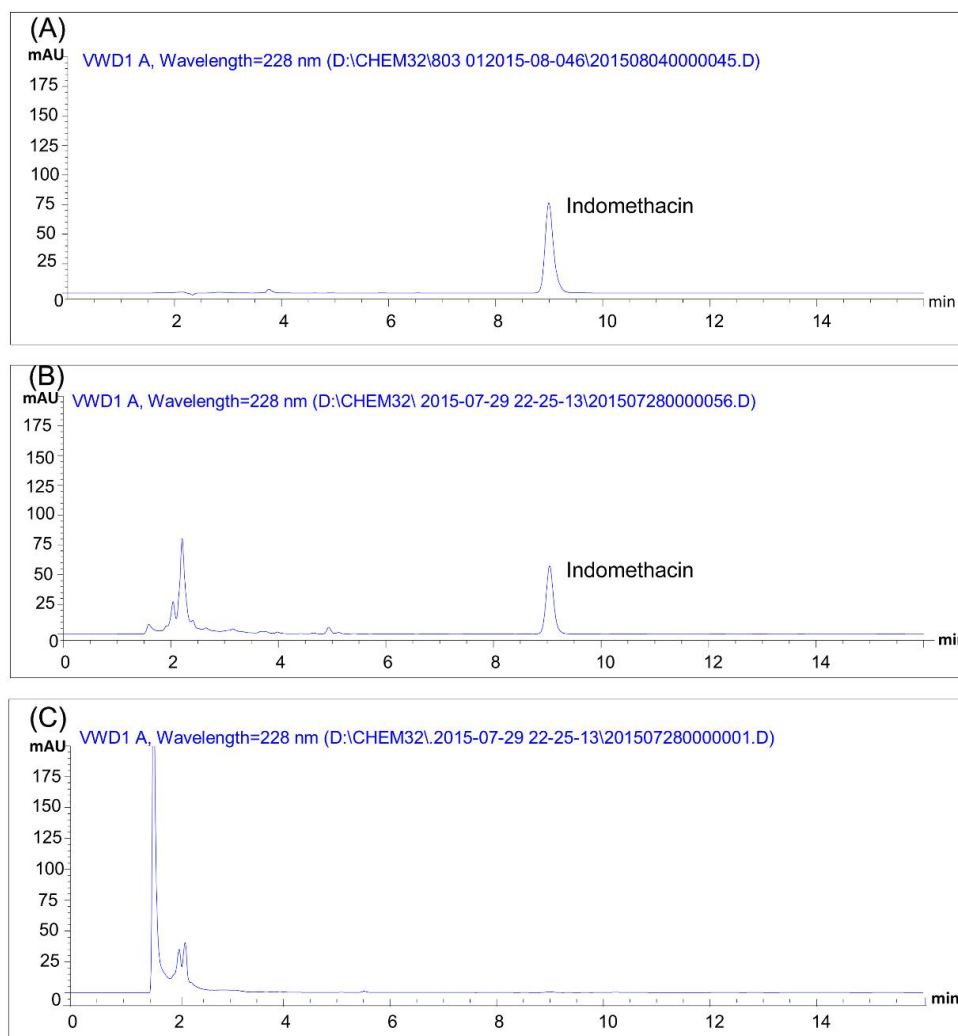 (A)
mAU
VWD1 A, Wavelength=228 nm (D:\CHEM32\803 012015-08-046\201508040000045.D)
175
150
125
100
75
Indomethacin
50
25
0
min
2 4 6 8 10 12 14
(B)
mAU
VWD1 A, Wavelength=228 nm (D:\CHEM32\ 2015-07-29 22-25-13\201507280000056.D)
175
150
125
100
75
50
Indomethacin
25
0
min
0 2 4 6 8 10 12 14
(C)
mAU
VWD1 A, Wavelength=228 nm (D:\CHEM32\.2015-07-29 22-25-13\201507280000001.D)
175
150
125
100
75
50
25
0
min
0 2 4 6 8 10 12 14